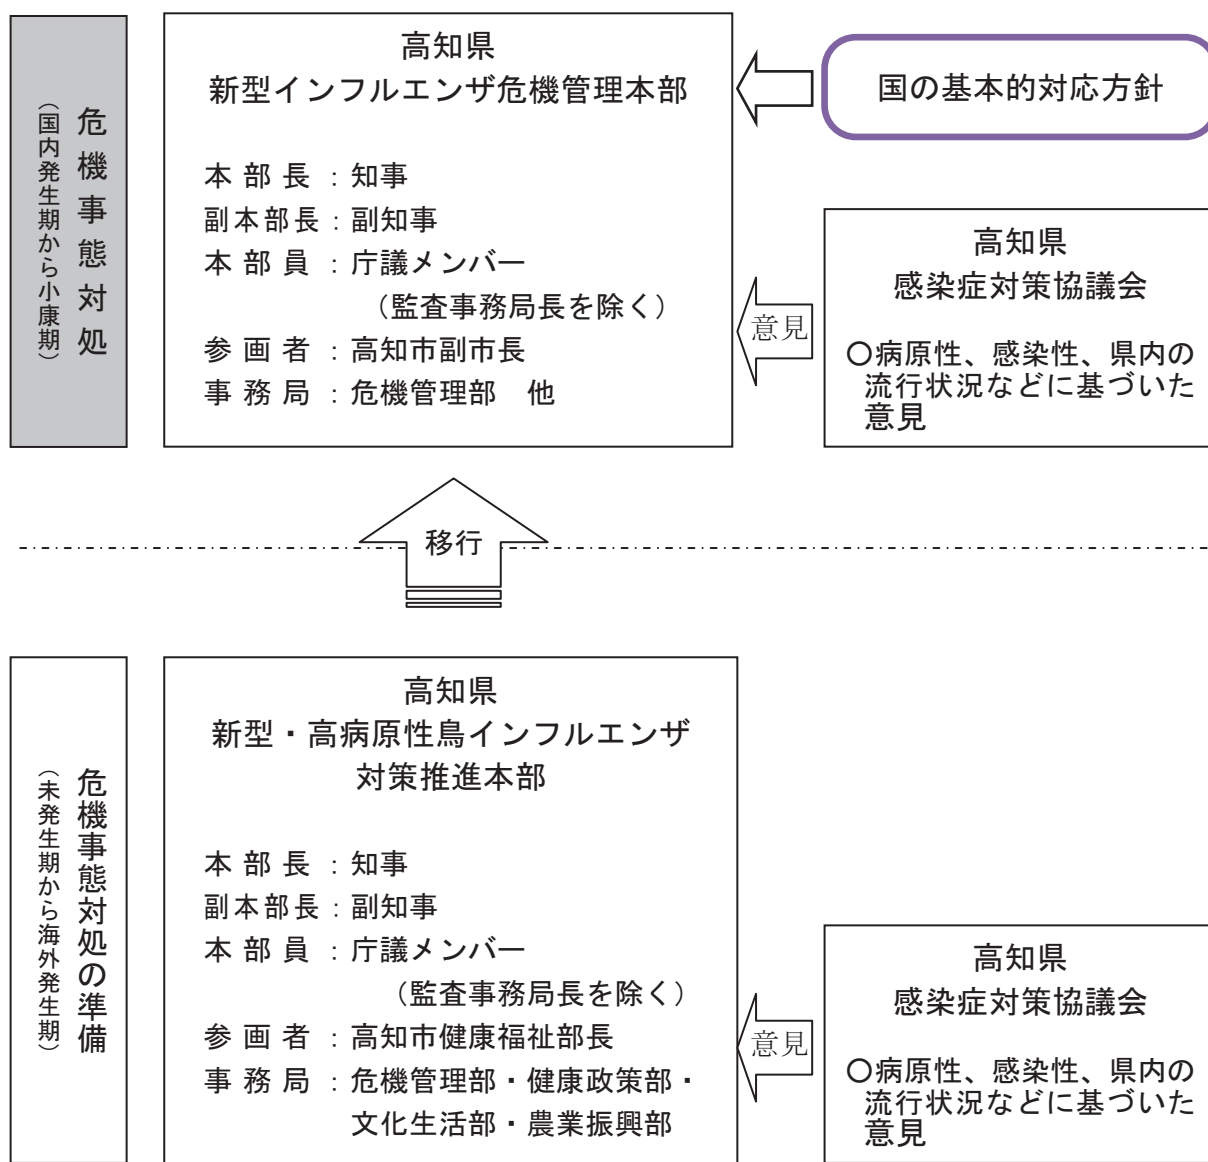 危機事態対処
（国内発生期から小康期）
高知県
新型インフルエンザ危機管理本部
本部長：知事
副本部長：副知事
本部員：庁議メンバー
（監査事務局長を除く）
参画者：高知市副市長
事務局：危機管理部　他
国の基本的対応方針
意見
高知県
感染症対策協議会
〇病原性、感染性、県内の
流行状況などに基づいた
意見
移行
危機事態対処の準備
（未発生期から海外発生期）
高知県
新型・高病原性鳥インフルエンザ
対策推進本部
本部長：知事
副本部長：副知事
本部員：庁議メンバー
（監査事務局長を除く）
参画者：高知市健康福祉部長
事務局：危機管理部・健康政策部・
文化生活部・農業振興部
意見
高知県
感染症対策協議会
〇病原性、感染性、県内の
流行状況などに基づいた
意見